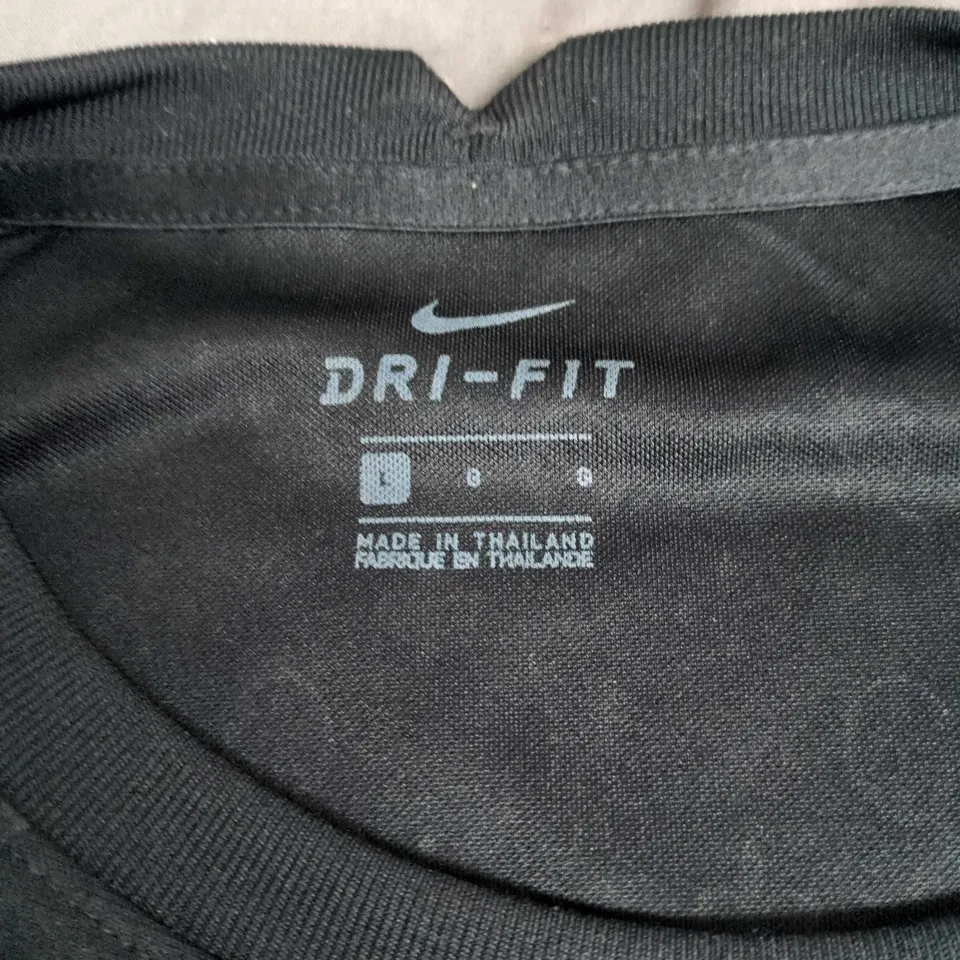 DRI-FIT
L G G
MADE IN THAILAND
FABRIQUE EN THAILANDE